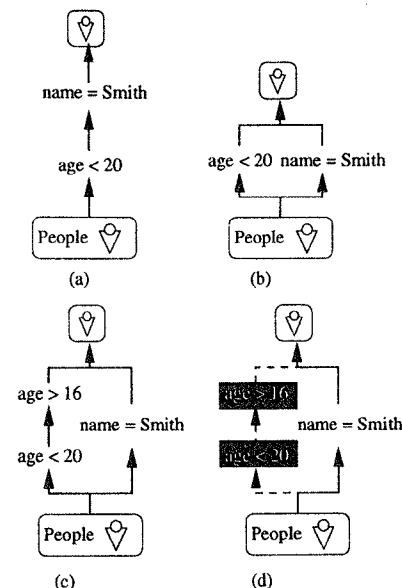 name = Smith
age < 20
People
(a)
age < 20 name = Smith
People
(b)
age > 16
name = Smith
age < 20
People
(c)
age > 16
name = Smith
age < 20
People
(d)